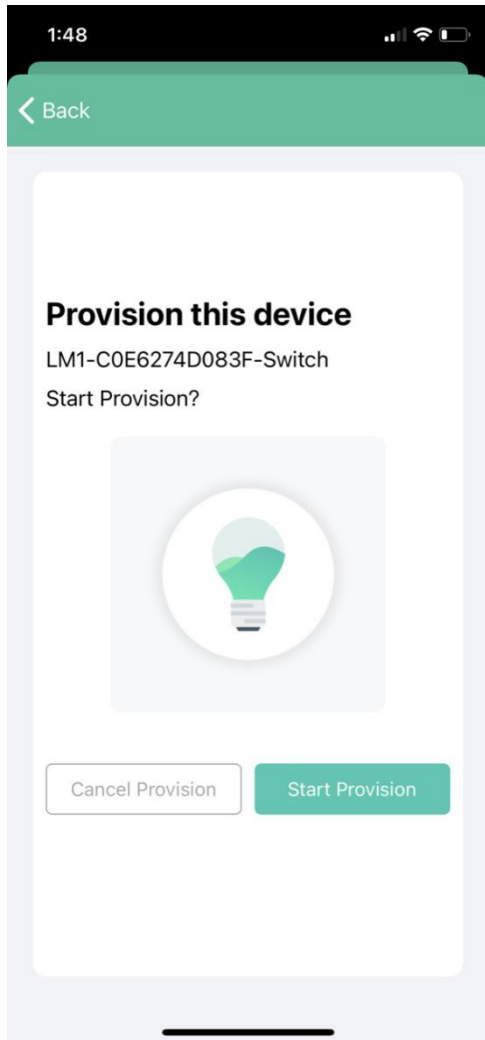 1:48
Back
Provision this device
LM1-C0E6274D083F-Switch
Start Provision?
Cancel Provision
Start Provision